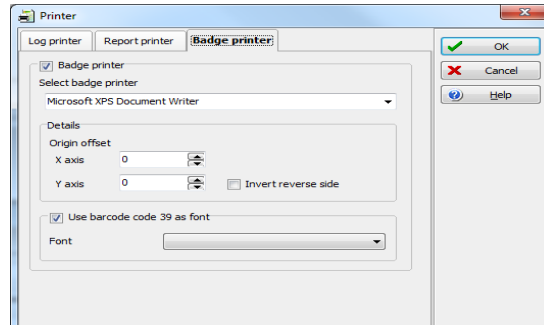 Printer
Log printer Report printer Badge printer
OK
Cancel
Help
Badge printer
Select badge printer
Microsoft XPS Document Writer
Details
Origin offset
X axis 0
Y axis 0 Invert reverse side
Use barcode code 39 as font
Font